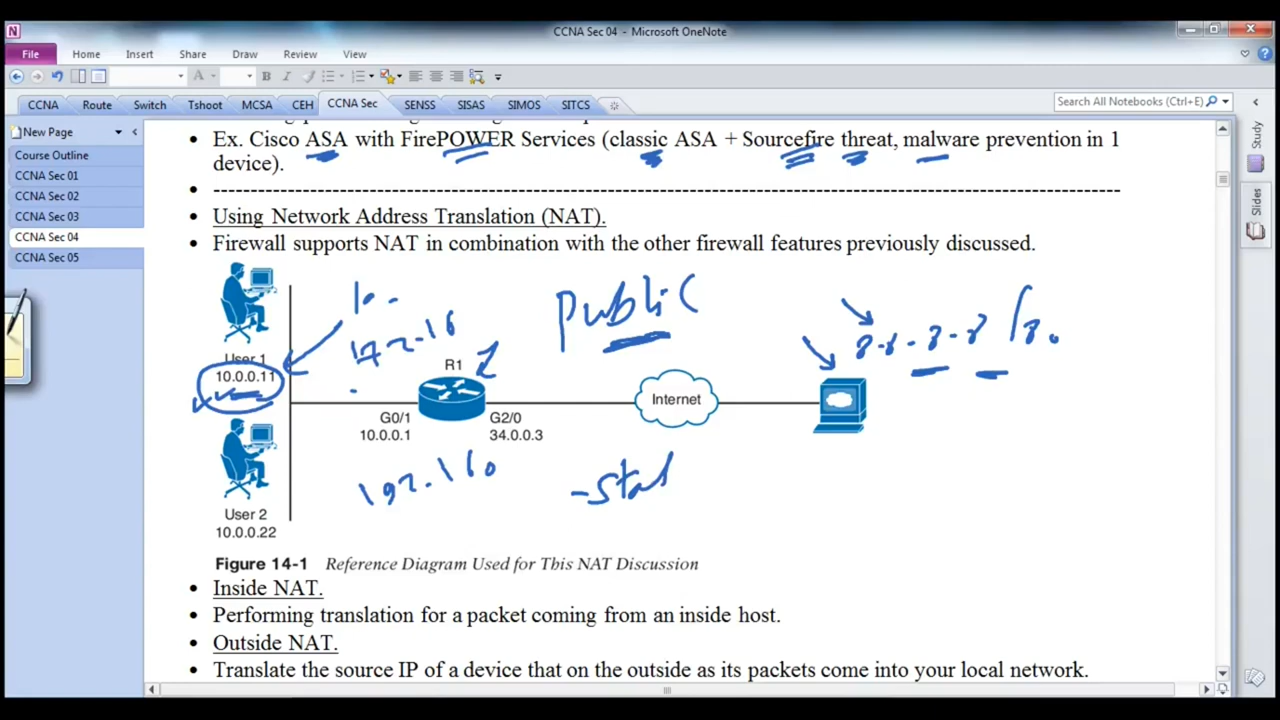 CCNA Sec 04 - Microsoft OneNote
File Home Insert Share Draw Review View
CCNA Route Switch Tshoot MCSA CEH CCNA Sec SENSS SISAS SIMOS SITCS
Search All Notebooks (Ctrl+E)
New Page
Course Outline
CCNA Sec 01
CCNA Sec 02
CCNA Sec 03
CCNA Sec 04
CCNA Sec 05
Study
Slides
• Ex. Cisco ASA with FirePOWER Services (classic ASA + Sourcefire threat, malware prevention in 1
device).
• ------------------------------------------------------------------------------------------------
• Using Network Address Translation (NAT).
• Firewall supports NAT in combination with the other firewall features previously discussed.
10.
Public
8.8.8.8 /80
172.16
User 1
R1
10.0.0.11
Internet
G0/1 G2/0
10.0.0.1 34.0.0.3
192.160
-Stat
User 2
10.0.0.22
Figure 14-1 Reference Diagram Used for This NAT Discussion
• Inside NAT.
• Performing translation for a packet coming from an inside host.
• Outside NAT.
• Translate the source IP of a device that on the outside as its packets come into your local network.